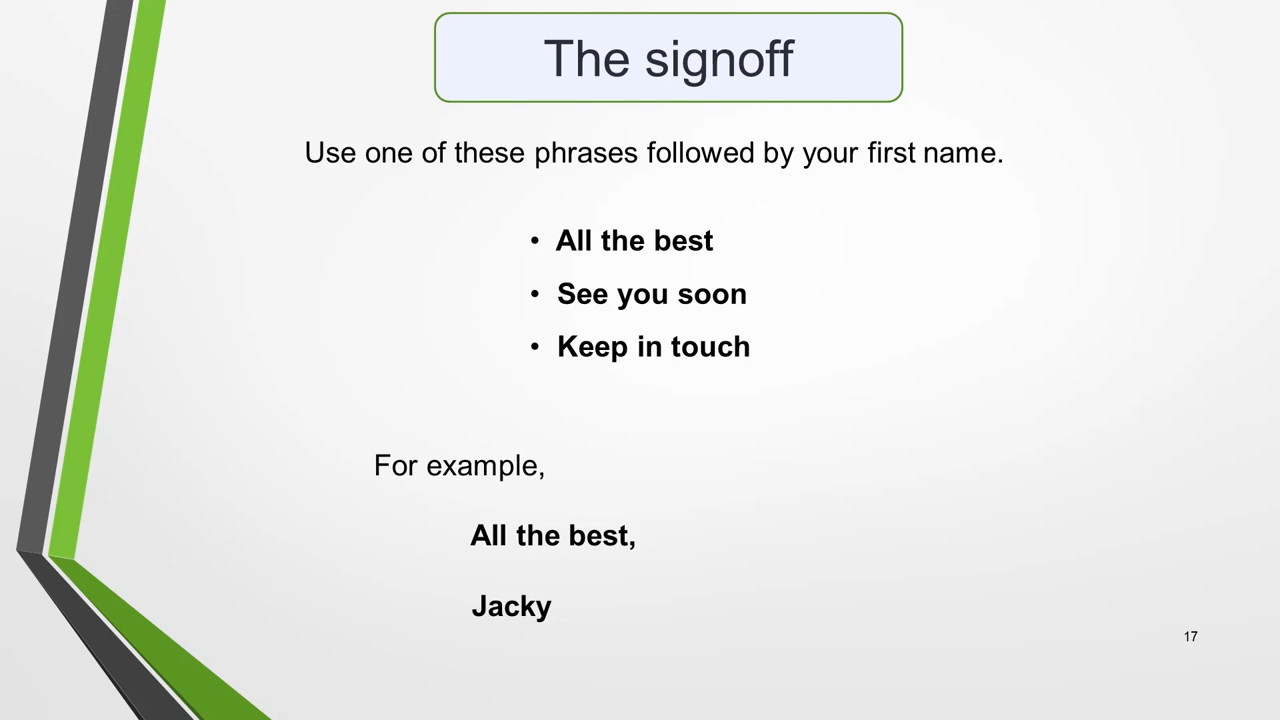 The signoff
Use one of these phrases followed by your first name.
• All the best
• See you soon
• Keep in touch
For example,
All the best,
Jacky
17